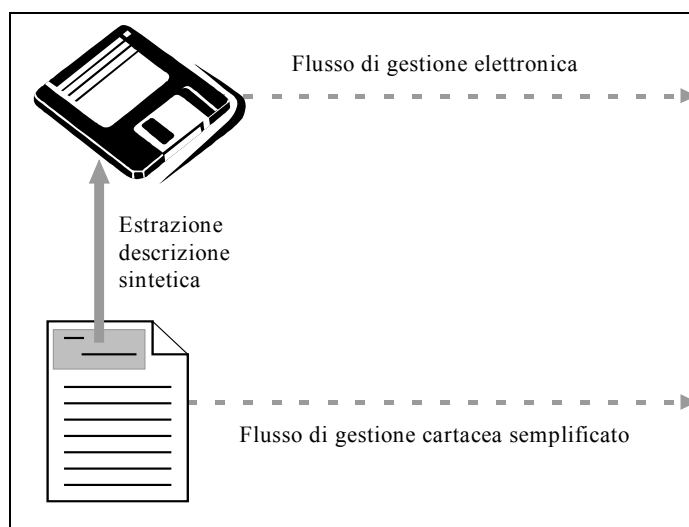 Flusso di gestione elettronica
Estrazione
descrizione
sintetica
Flusso di gestione cartacea semplificato